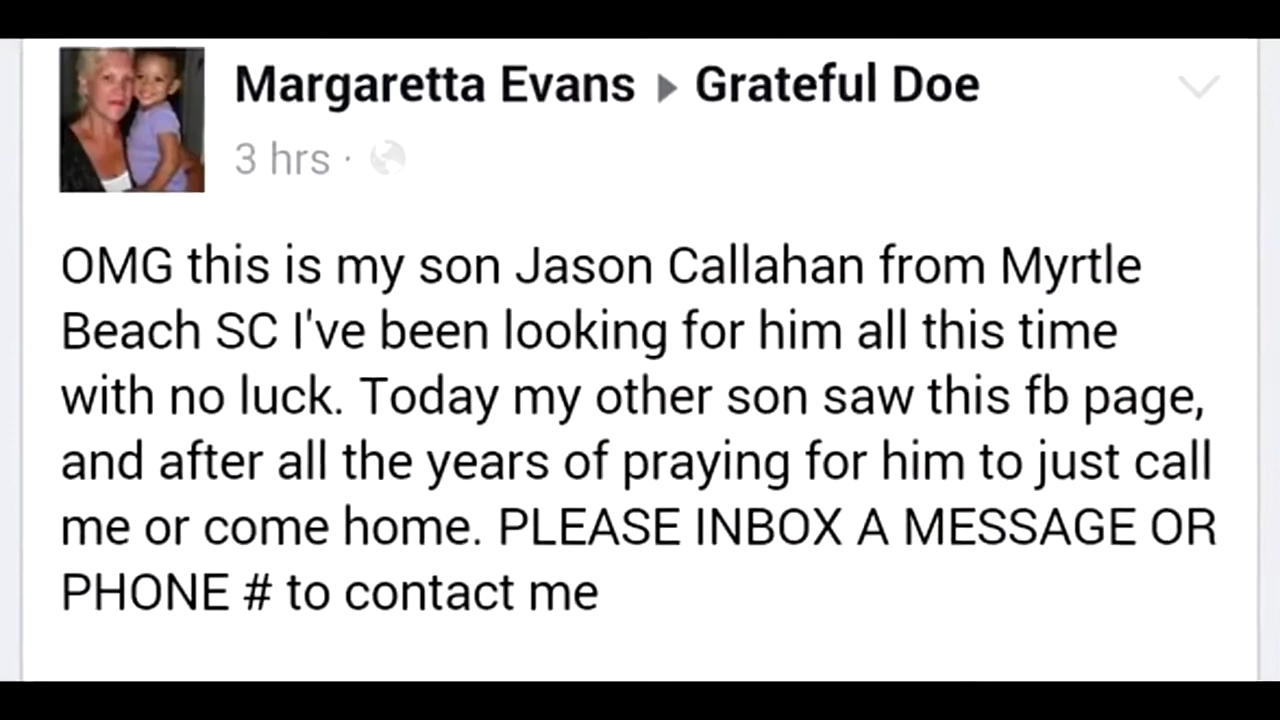 Margaretta Evans ▸ Grateful Doe
3 hrs ·
OMG this is my son Jason Callahan from Myrtle
Beach SC I've been looking for him all this time
with no luck. Today my other son saw this fb page,
and after all the years of praying for him to just call
me or come home. PLEASE INBOX A MESSAGE OR
PHONE # to contact me